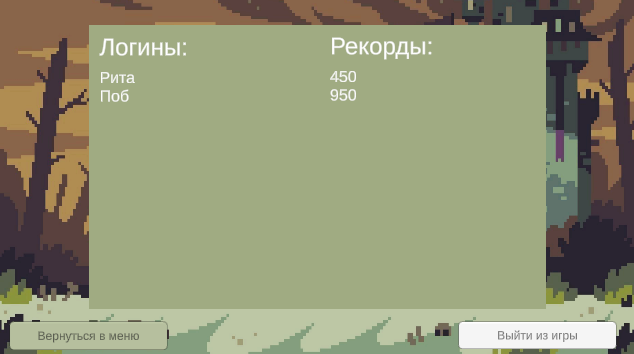 Логины: Рекорды:
Рита 450
Поб 950
Вернуться в меню Выйти из игры